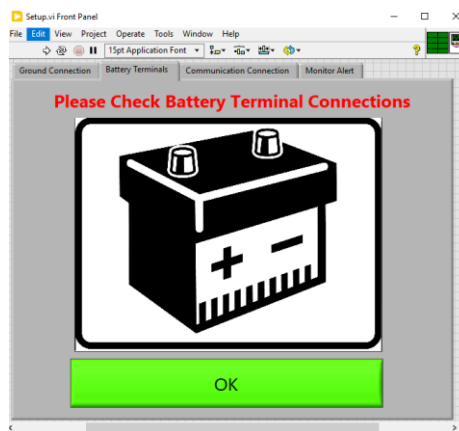 Setup.vi Front Panel
File Edit View Project Operate Tools Window Help
15pt Application Font
Ground Connection Battery Terminals Communication Connection Monitor Alert
Please Check Battery Terminal Connections
+ −
OK